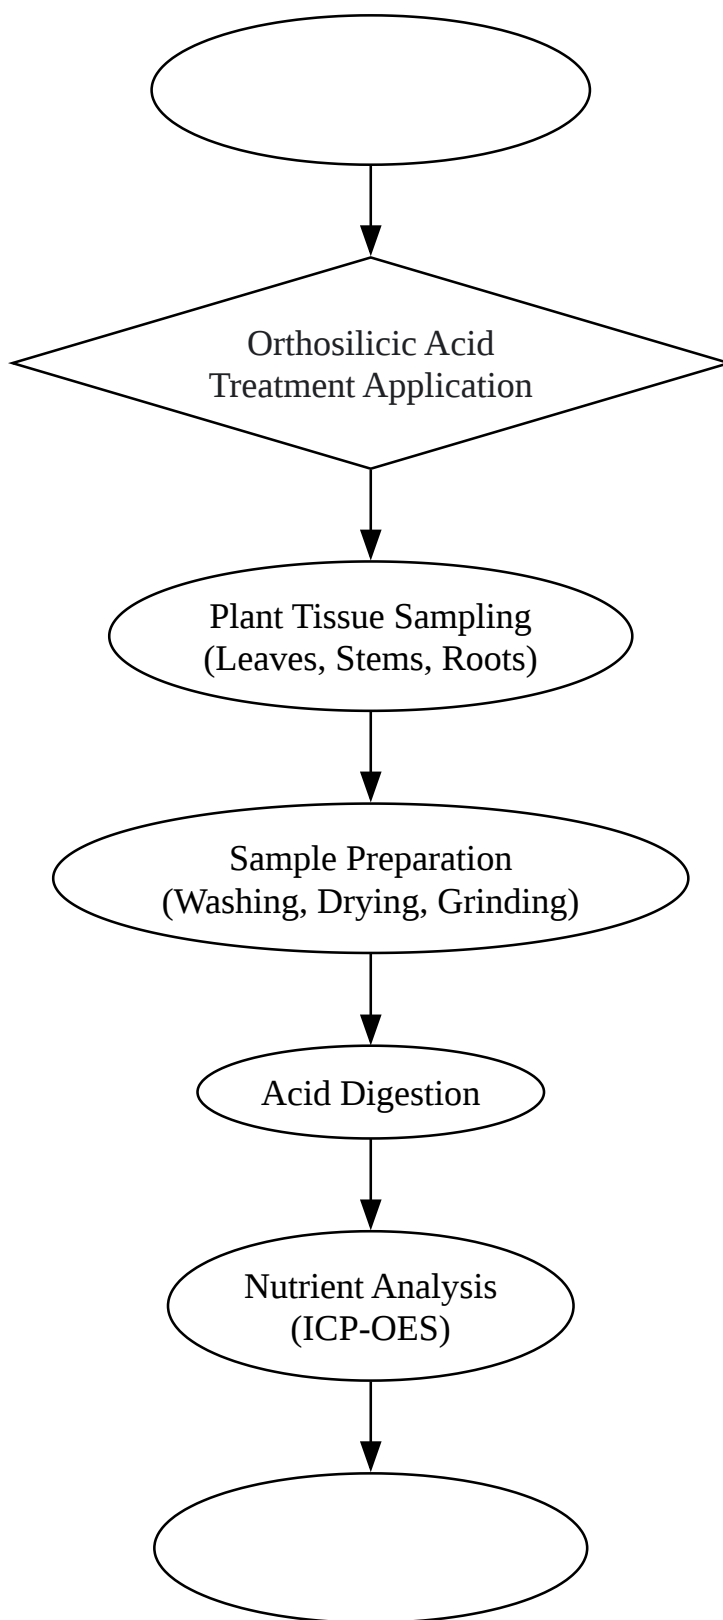 Orthosilicic Acid
Treatment Application
Plant Tissue Sampling
(Leaves, Stems, Roots)
Sample Preparation
(Washing, Drying, Grinding)
Acid Digestion
Nutrient Analysis
(ICP-OES)